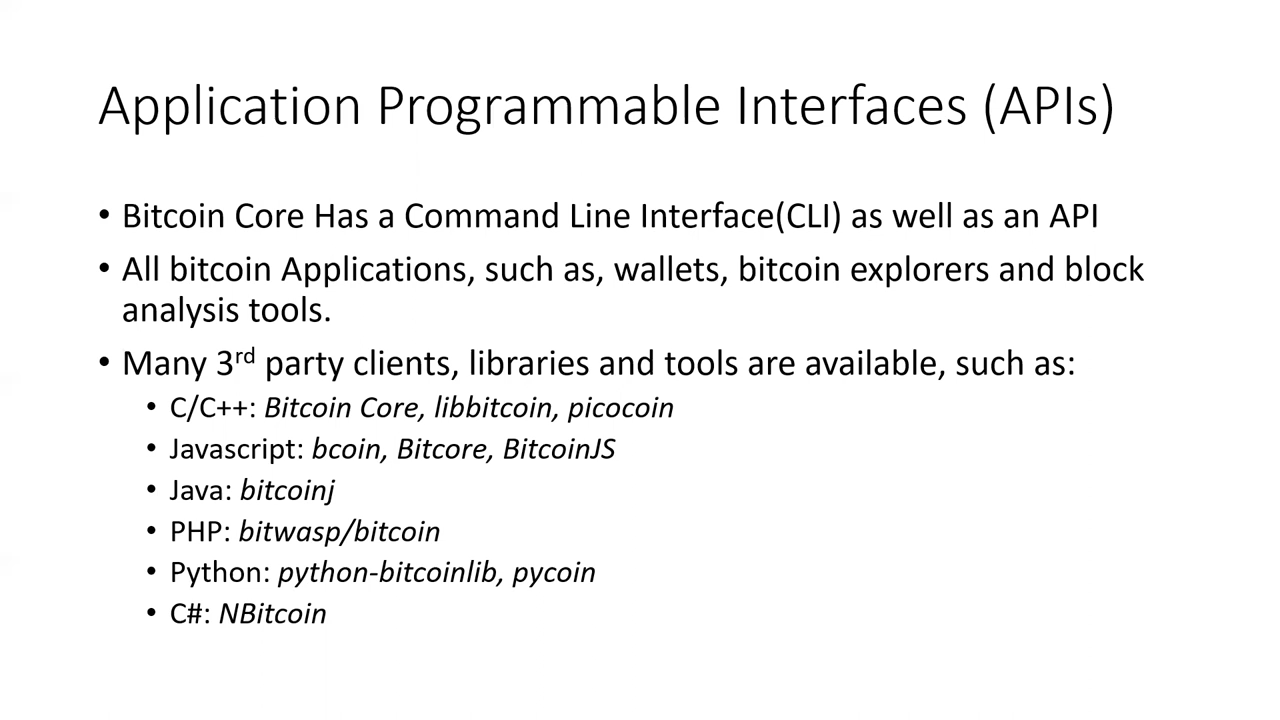 Application Programmable Interfaces (APIs)
• Bitcoin Core Has a Command Line Interface(CLI) as well as an API
• All bitcoin Applications, such as, wallets, bitcoin explorers and block
analysis tools.
• Many 3rd party clients, libraries and tools are available, such as:
• C/C++: Bitcoin Core, libbitcoin, picocoin
• Javascript: bcoin, Bitcore, BitcoinJS
• Java: bitcoinj
• PHP: bitwasp/bitcoin
• Python: python-bitcoinlib, pycoin
• C#: NBitcoin